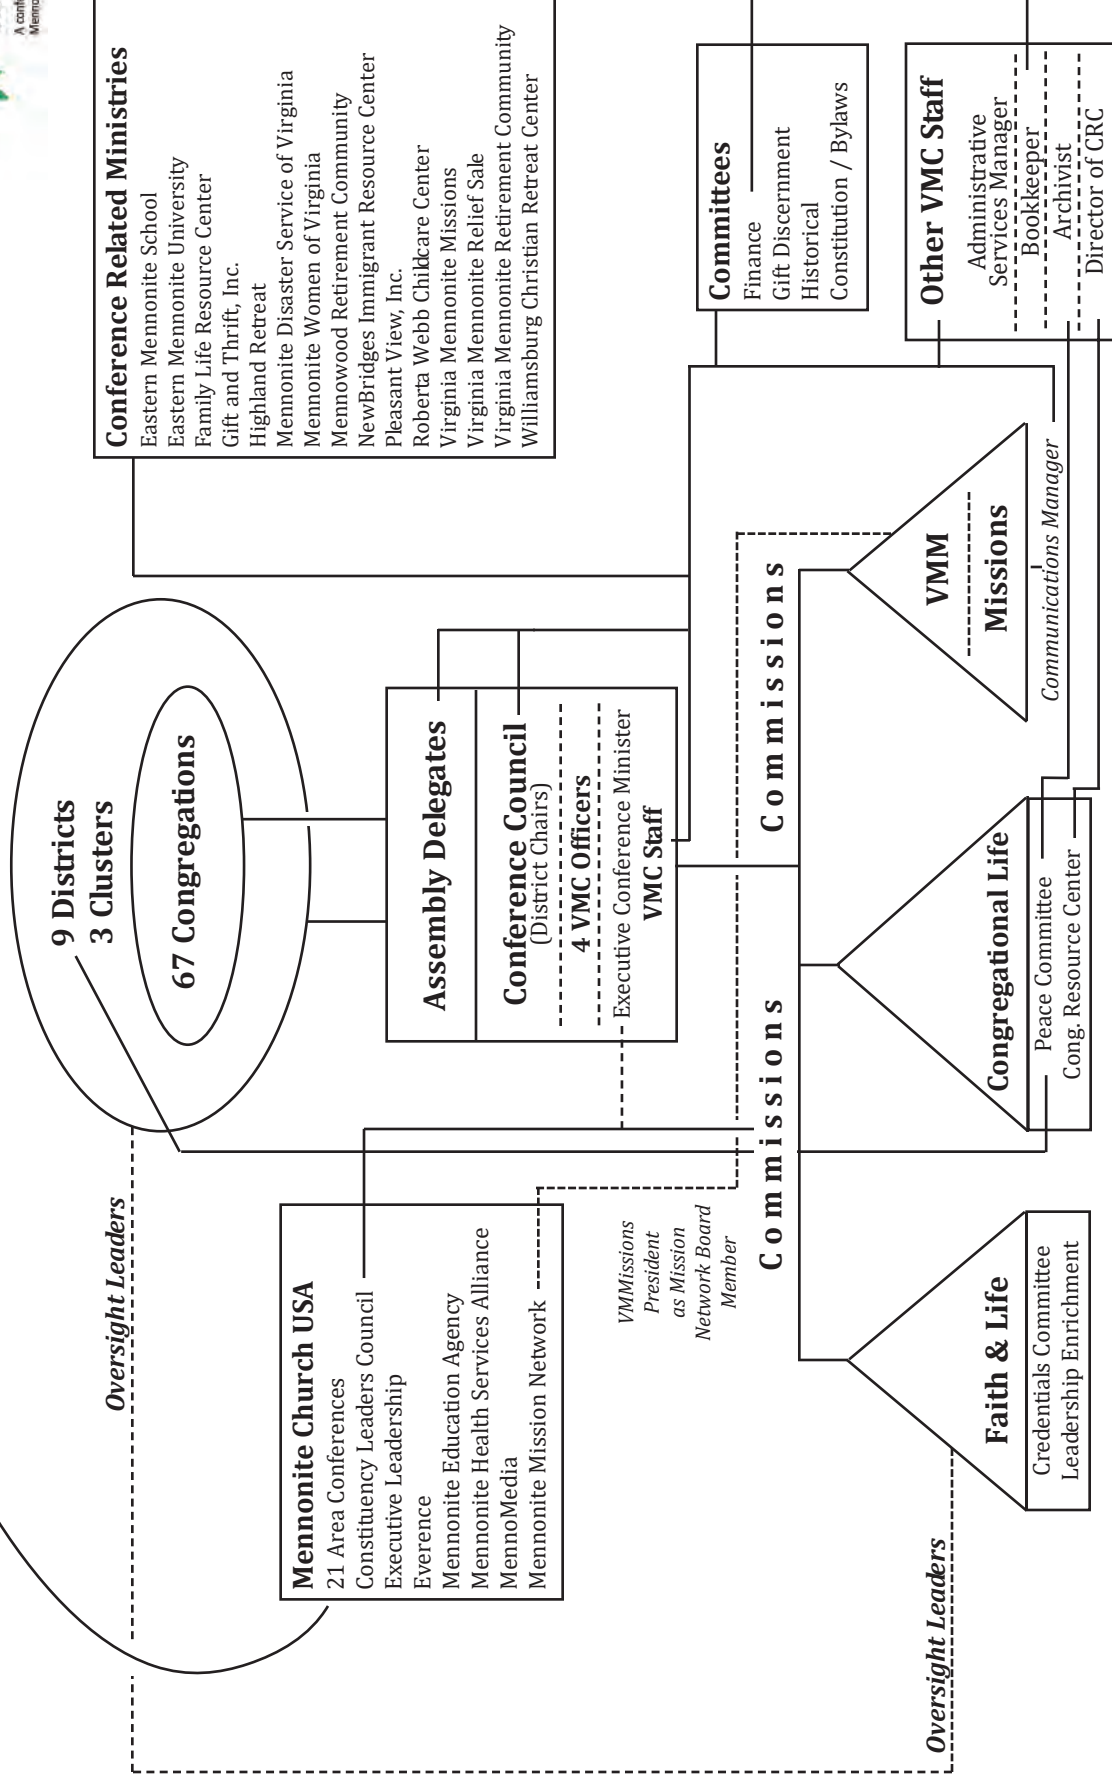 A conf
Menno
9 Districts
3 Clusters
67 Congregations
Oversight Leaders
Conference Related Ministries
Eastern Mennonite School
Eastern Mennonite University
Family Life Resource Center
Gift and Thrift, Inc.
Highland Retreat
Mennonite Disaster Service of Virginia
Mennonite Women of Virginia
Mennowood Retirement Community
NewBridges Immigrant Resource Center
Pleasant View, Inc.
Roberta Webb Childcare Center
Virginia Mennonite Missions
Virginia Mennonite Relief Sale
Virginia Mennonite Retirement Community
Williamsburg Christian Retreat Center
Mennonite Church USA
21 Area Conferences
Constituency Leaders Council
Executive Leadership
Everence
Mennonite Education Agency
Mennonite Health Services Alliance
MennoMedia
Mennonite Mission Network
Assembly Delegates
Conference Council
(District Chairs)
4 VMC Officers
Executive Conference Minister
VMC Staff
VMMissions
President
as Mission
Network Board
Member
Commissions
Commissions
Committees
Finance
Gift Discernment
Historical
Constitution / Bylaws
Faith & Life
Credentials Committee
Leadership Enrichment
Congregational Life
Peace Committee
Cong. Resource Center
VMM
Missions
Communications Manager
Other VMC Staff
Administrative
Services Manager
Bookkeeper
Archivist
Director of CRC
Oversight Leaders